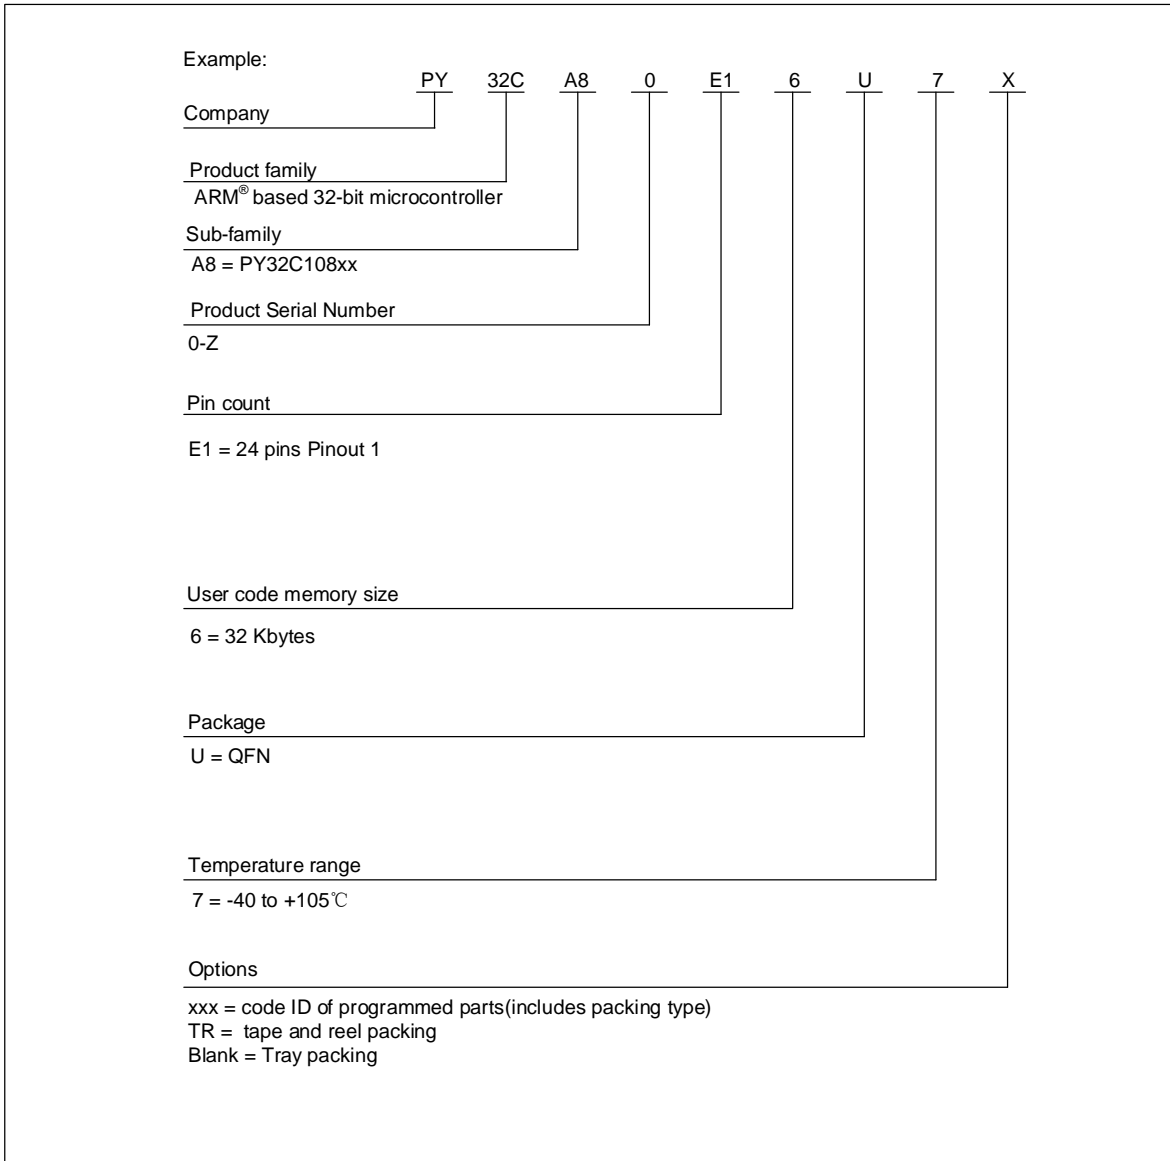 Example:
PY 32C A8 0 E1 6 U 7 X
Company
Product family
ARM® based 32-bit microcontroller
Sub-family
A8 = PY32C108xx
Product Serial Number
0-Z
Pin count
E1 = 24 pins Pinout 1
User code memory size
6 = 32 Kbytes
Package
U = QFN
Temperature range
7 = -40 to +105℃
Options
xxx = code ID of programmed parts(includes packing type)
TR = tape and reel packing
Blank = Tray packing